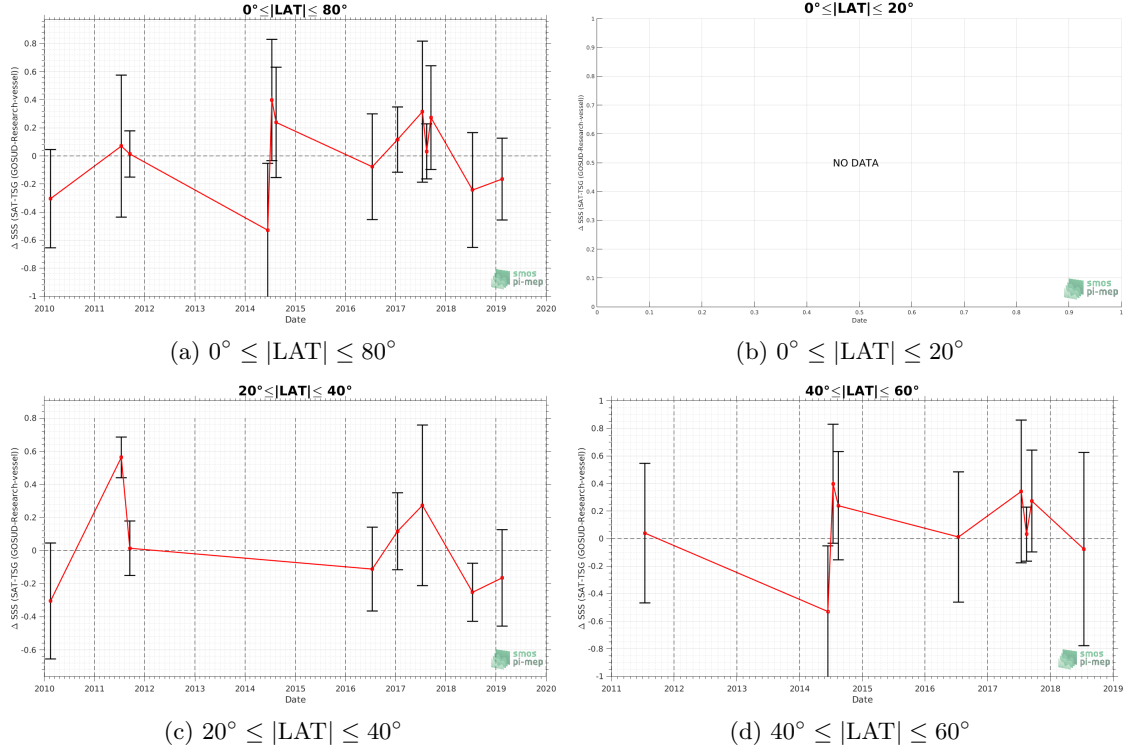 0°≤|LAT|≤ 80°
Δ SSS (SAT-TSG (GOSUD-Research-vessel))
0.8
0.6
0.4
0.2
0
-0.2
-0.4
-0.6
-0.8
-1
2010 2011 2012 2013 2014 2015 2016 2017 2018 2019 2020
Date
smos
pi-mep
(a) 0° ≤ |LAT| ≤ 80°
0°≤|LAT|≤ 20°
Δ SSS (SAT-TSG (GOSUD-Research-vessel))
1
0.9
0.8
0.7
0.6
0.5
0.4
0.3
0.2
0.1
0
NO DATA
0 0.1 0.2 0.3 0.4 0.5 0.6 0.7 0.8 0.9 1
Date
smos
pi-mep
(b) 0° ≤ |LAT| ≤ 20°
20°≤|LAT|≤ 40°
Δ SSS (SAT-TSG (GOSUD-Research-vessel))
0.8
0.6
0.4
0.2
0
-0.2
-0.4
-0.6
2010 2011 2012 2013 2014 2015 2016 2017 2018 2019 2020
Date
smos
pi-mep
(c) 20° ≤ |LAT| ≤ 40°
40°≤|LAT|≤ 60°
Δ SSS (SAT-TSG (GOSUD-Research-vessel))
1
0.8
0.6
0.4
0.2
0
-0.2
-0.4
-0.6
-0.8
-1
2011 2012 2013 2014 2015 2016 2017 2018 2019
Date
smos
pi-mep
(d) 40° ≤ |LAT| ≤ 60°